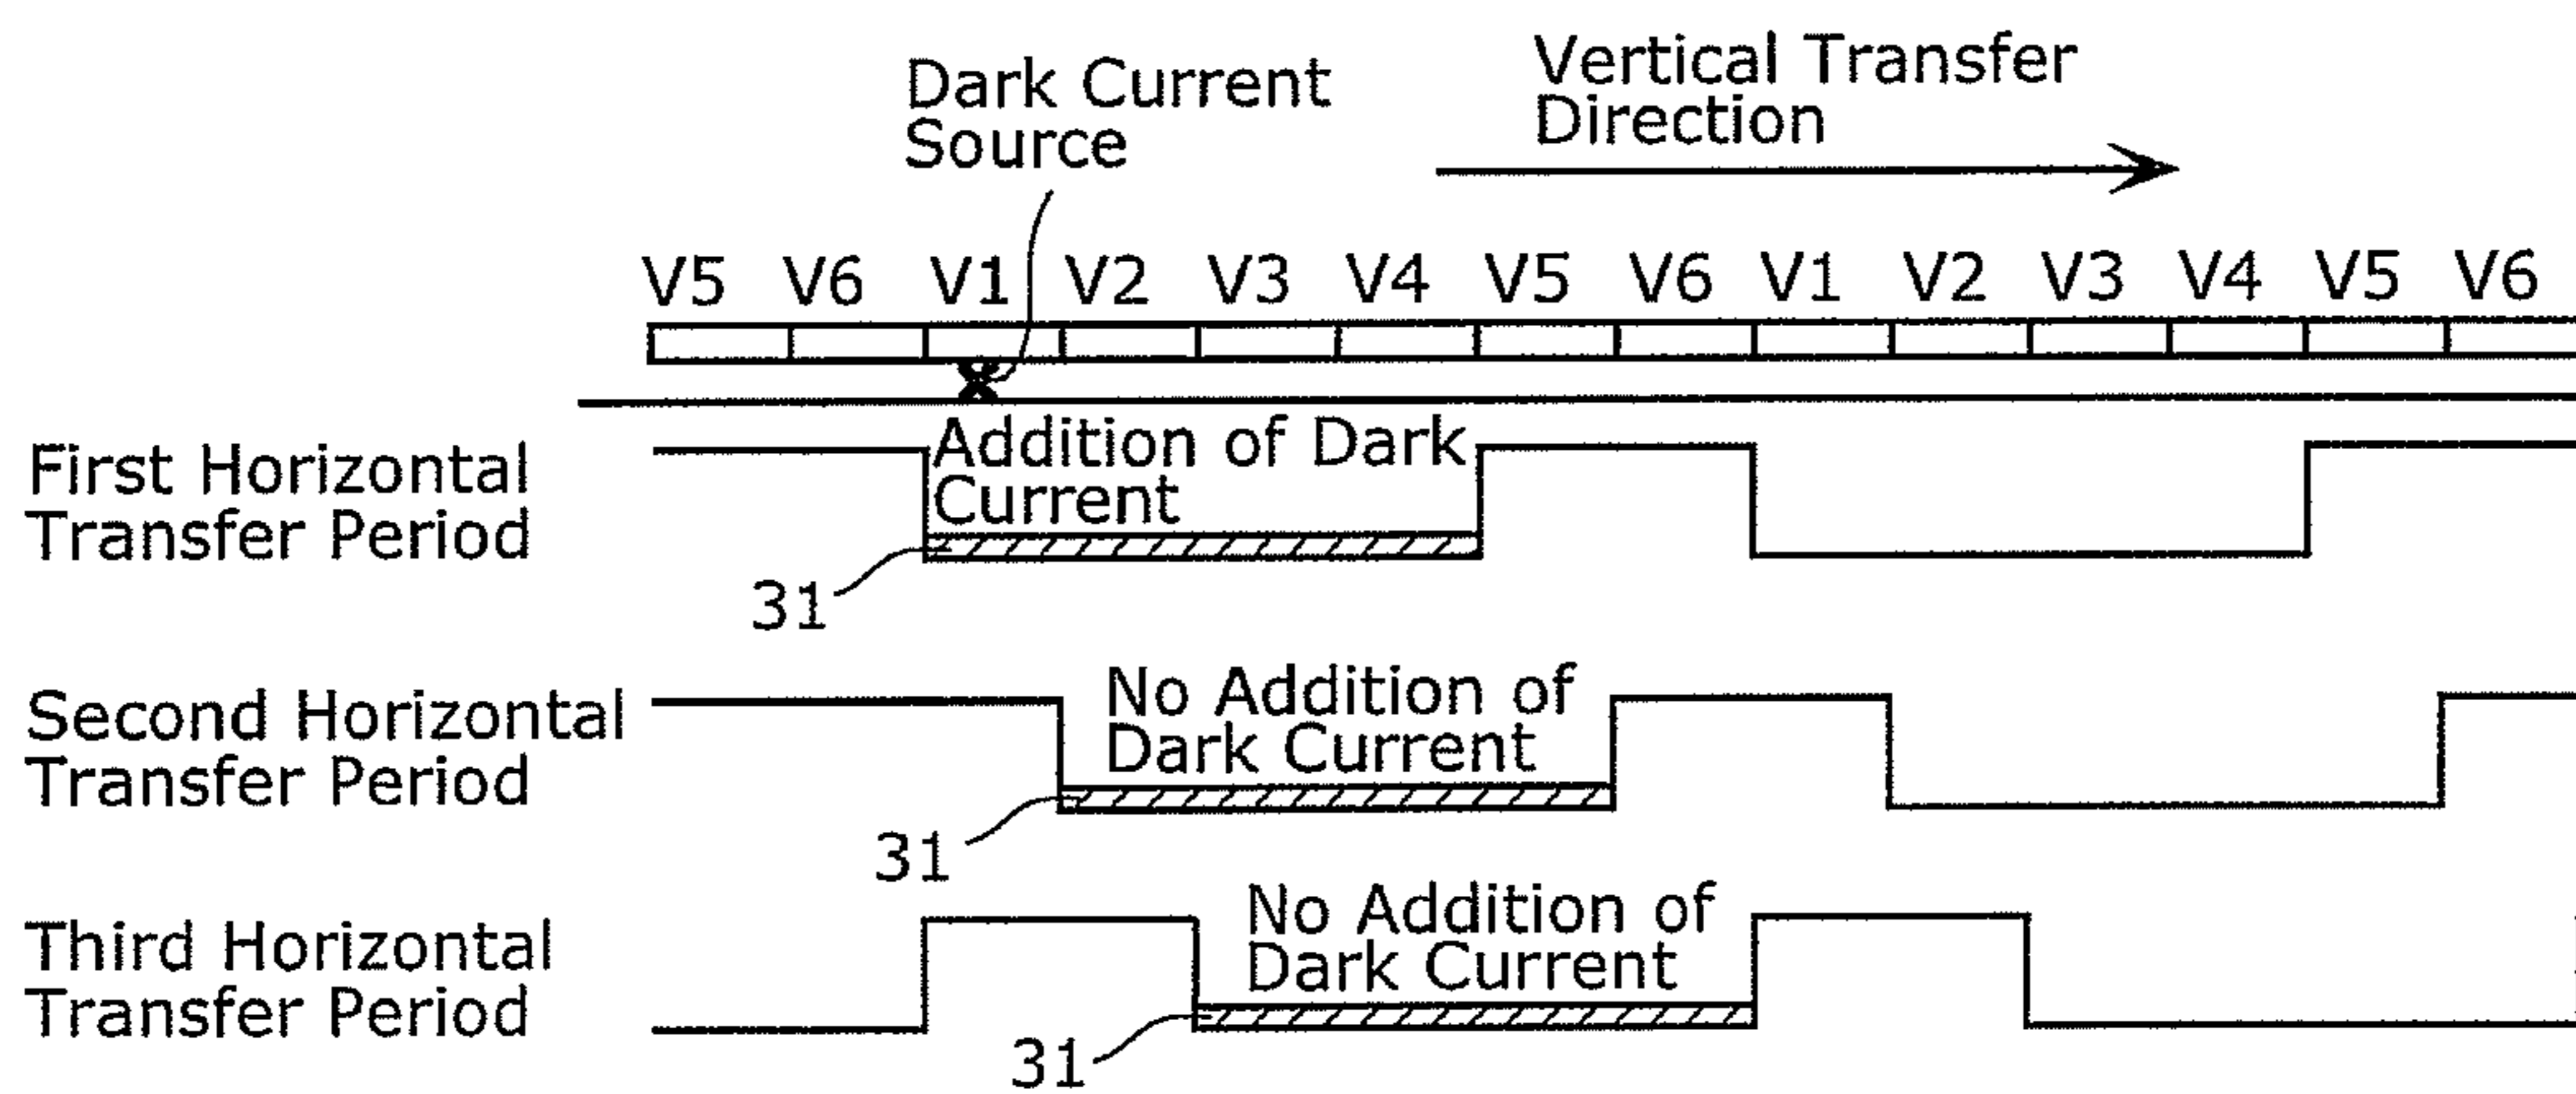 Dark Current
Source
Vertical Transfer
Direction
V5 V6 V1 V2 V3 V4 V5 V6 V1 V2 V3 V4 V5 V6
First Horizontal
Transfer Period
Addition of Dark
Current
31
Second Horizontal
Transfer Period
No Addition of
Dark Current
31
Third Horizontal
Transfer Period
No Addition of
Dark Current
31